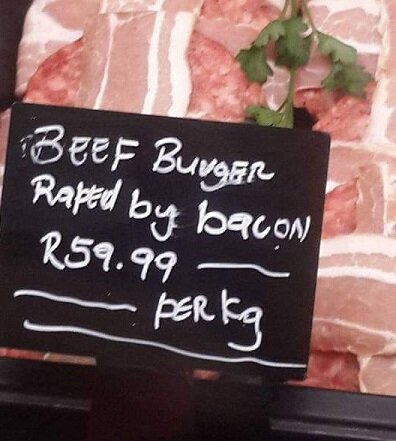 BEEF BURGER
Raped by bacon
R59.99
per kg